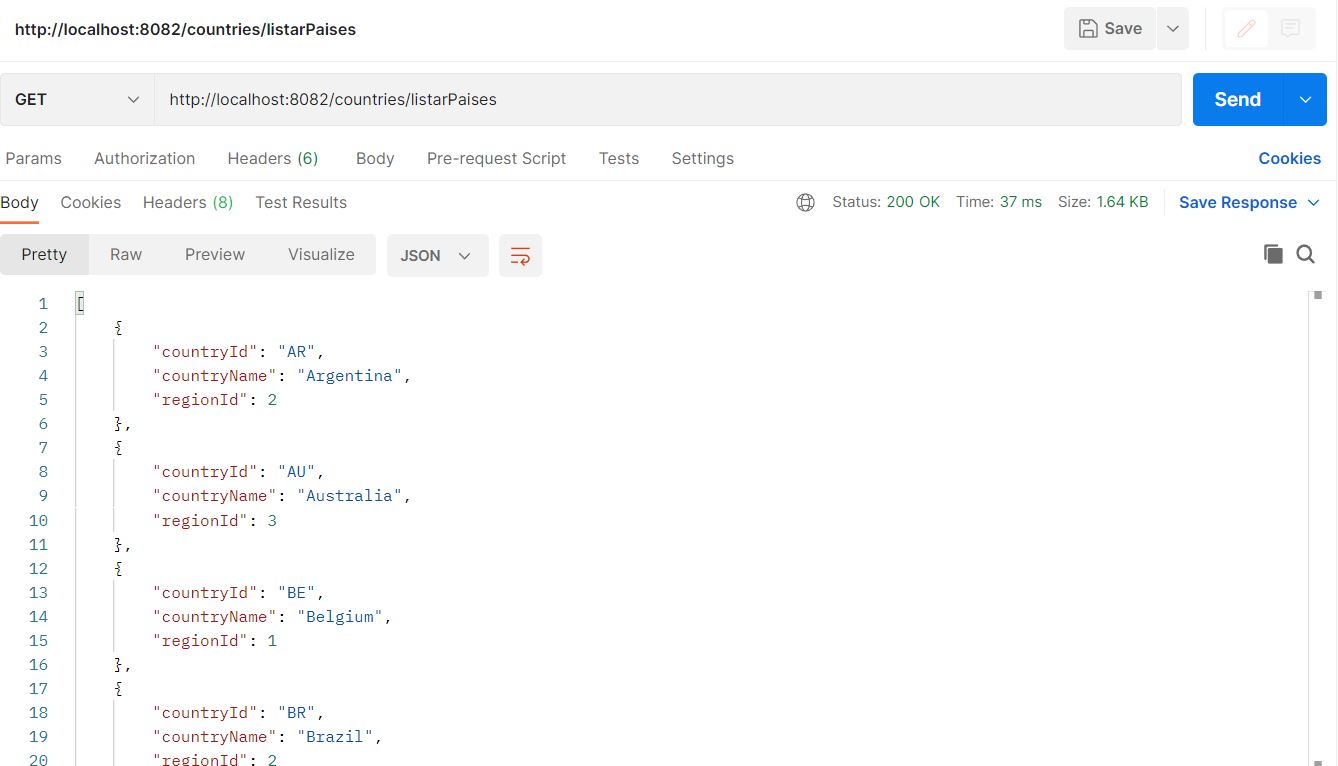 http://localhost:8082/countries/listarPaises
Save
GET http://localhost:8082/countries/listarPaises Send
Params Authorization Headers (6) Body Pre-request Script Tests Settings Cookies
Body Cookies Headers (8) Test Results Status: 200 OK Time: 37 ms Size: 1.64 KB Save Response
Pretty Raw Preview Visualize JSON
1 [
2 {
3 "countryId": "AR",
4 "countryName": "Argentina",
5 "regionId": 2
6 },
7 {
8 "countryId": "AU",
9 "countryName": "Australia",
10 "regionId": 3
11 },
12 {
13 "countryId": "BE",
14 "countryName": "Belgium",
15 "regionId": 1
16 },
17 {
18 "countryId": "BR",
19 "countryName": "Brazil",
20 "regionId": 2